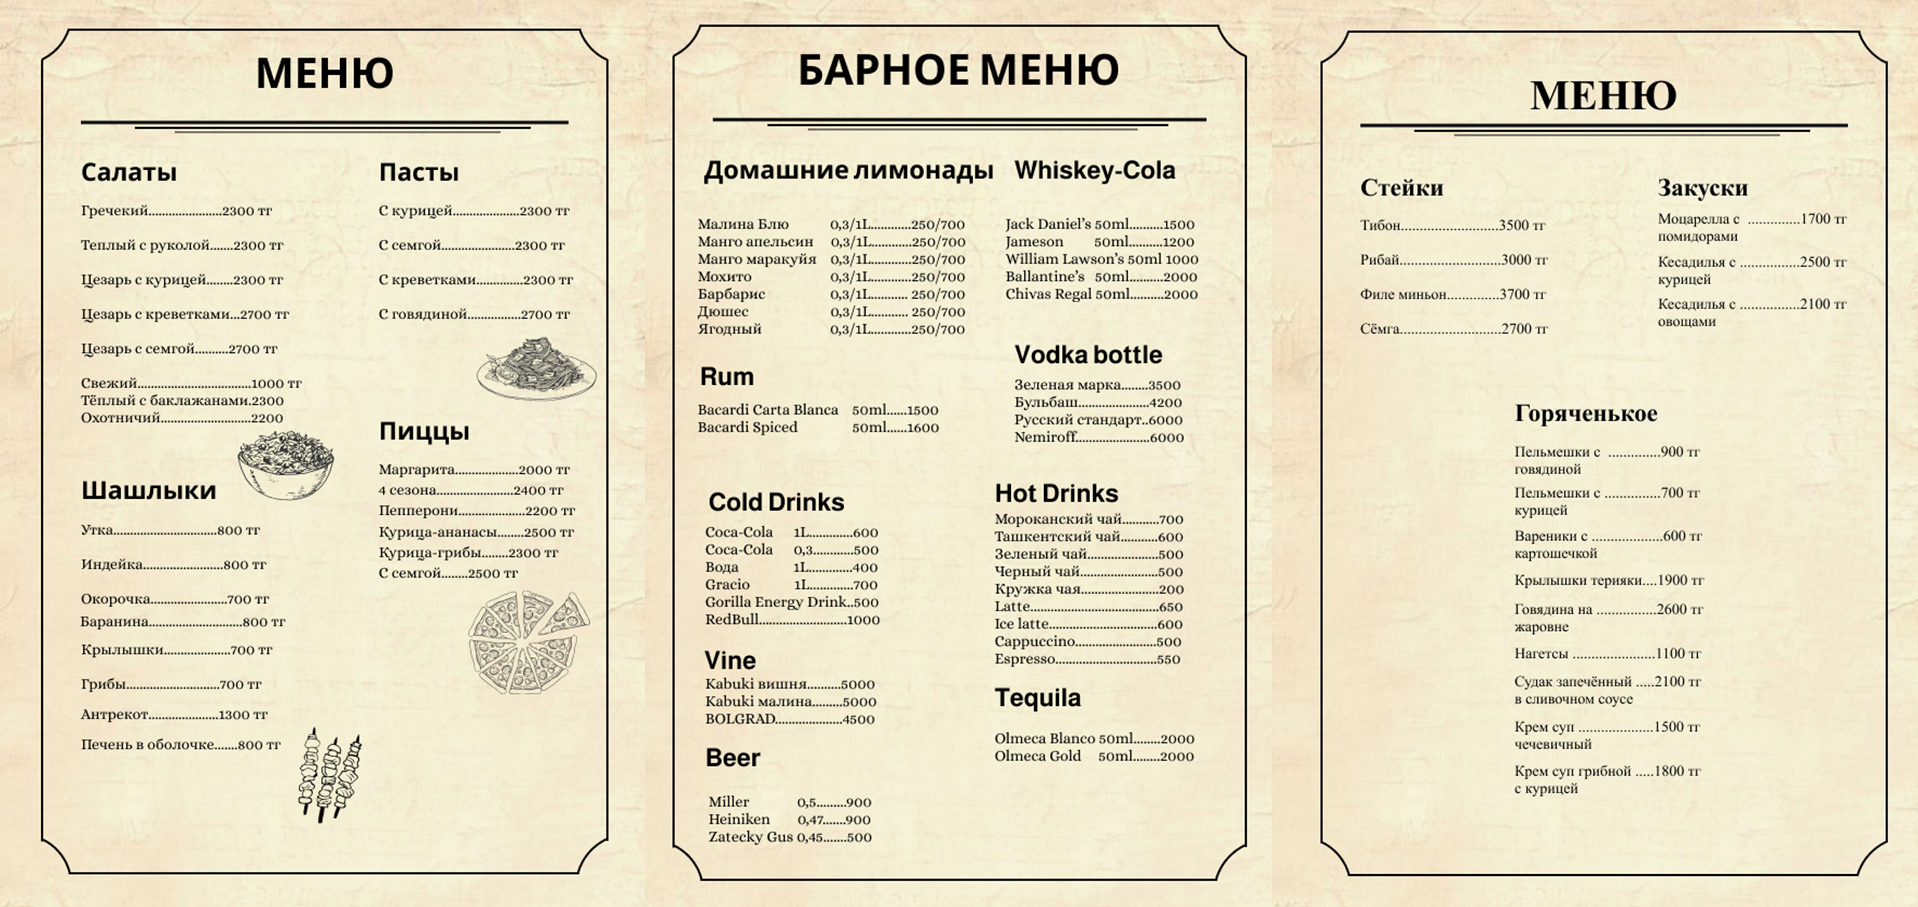 МЕНЮ
Салаты
Гречекий......................2300 тг
Теплый с руколой.......2300 тг
Цезарь с курицей........2300 тг
Цезарь с креветками...2700 тг
Цезарь с семгой..........2700 тг
Свежий..................................1000 тг
Тёплый с баклажанами.2300
Охотничий...........................2200
Шашлыки
Утка...............................800 тг
Индейка........................800 тг
Окорочка.......................700 тг
Баранина............................800 тг
Крылышки....................700 тг
Грибы............................700 тг
Антрекот.....................1300 тг
Печень в оболочке.......800 тг
Пасты
С курицей....................2300 тг
С семгой......................2300 тг
С креветками..............2300 тг
С говядиной................2700 тг
Пиццы
Маргарита...................2000 тг
4 сезона.......................2400 тг
Пепперони..................2200 тг
Курица-ананасы........2500 тг
Курица-грибы........2300 тг
С семгой........2500 тг
БАРНОЕ МЕНЮ
Домашние лимонады
Малина Блю 0,3/1L............250/700
Манго апельсин 0,3/1L............250/700
Манго маракуйя 0,3/1L............250/700
Мохито 0,3/1L............250/700
Барбарис 0,3/1L........... 250/700
Дюшес 0,3/1L........... 250/700
Ягодный 0,3/1L............250/700
Rum
Bacardi Carta Blanca 50ml......1500
Bacardi Spiced 50ml......1600
Cold Drinks
Coca-Cola 1L.............600
Coca-Cola 0,3............500
Вода 1L.............400
Gracio 1L.............700
Gorilla Energy Drink..500
RedBull..........................1000
Vine
Kabuki вишня..........5000
Kabuki малина.........5000
BOLGRAD....................4500
Beer
Miller 0,5.........900
Heiniken 0,47.......900
Zatecky Gus 0,45.......500
Whiskey-Cola
Jack Daniel’s 50ml..........1500
Jameson 50ml..........1200
William Lawson’s 50ml 1000
Ballantine’s 50ml..........2000
Chivas Regal 50ml..........2000
Vodka bottle
Зеленая марка........3500
Бульбаш.....................4200
Русский стандарт..6000
Nemiroff......................6000
Hot Drinks
Мороканский чай...........700
Ташкентский чай...........600
Зеленый чай......................500
Черный чай.......................500
Кружка чая.......................200
Latte......................................650
Ice latte................................600
Cappuccino........................500
Espresso..............................550
Tequila
Olmeca Blanco 50ml........2000
Olmeca Gold 50ml........2000
МЕНЮ
Стейки
Тибон..........................3500 тг
Рибай...........................3000 тг
Филе миньон..............3700 тг
Сёмга...........................2700 тг
Закуски
Моцарелла с ..............1700 тг
помидорами
Кесадилья с ................2500 тг
курицей
Кесадилья с ................2100 тг
овощами
Горяченькое
Пельмешки с ..............900 тг
говядиной
Пельмешки с ...............700 тг
курицей
Вареники с ....................600 тг
картошечкой
Крылышки терияки....1900 тг
Говядина на ................2600 тг
жаровне
Нагетсы ......................1100 тг
Судак запечённый .....2100 тг
в сливочном соусе
Крем суп ....................1500 тг
чечевичный
Крем суп грибной .....1800 тг
с курицей